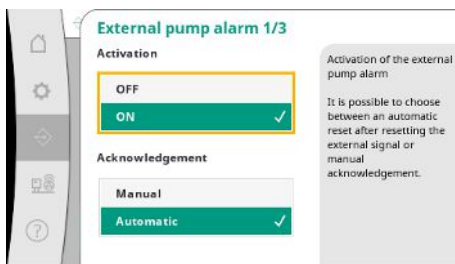 External pump alarm 1/3
Activation
OFF
ON
Acknowledgement
Manual
Automatic
Activation of the external
pump alarm
It is possible to choose
between an automatic
reset after resetting the
external signal or
manual
acknowledgement.
?